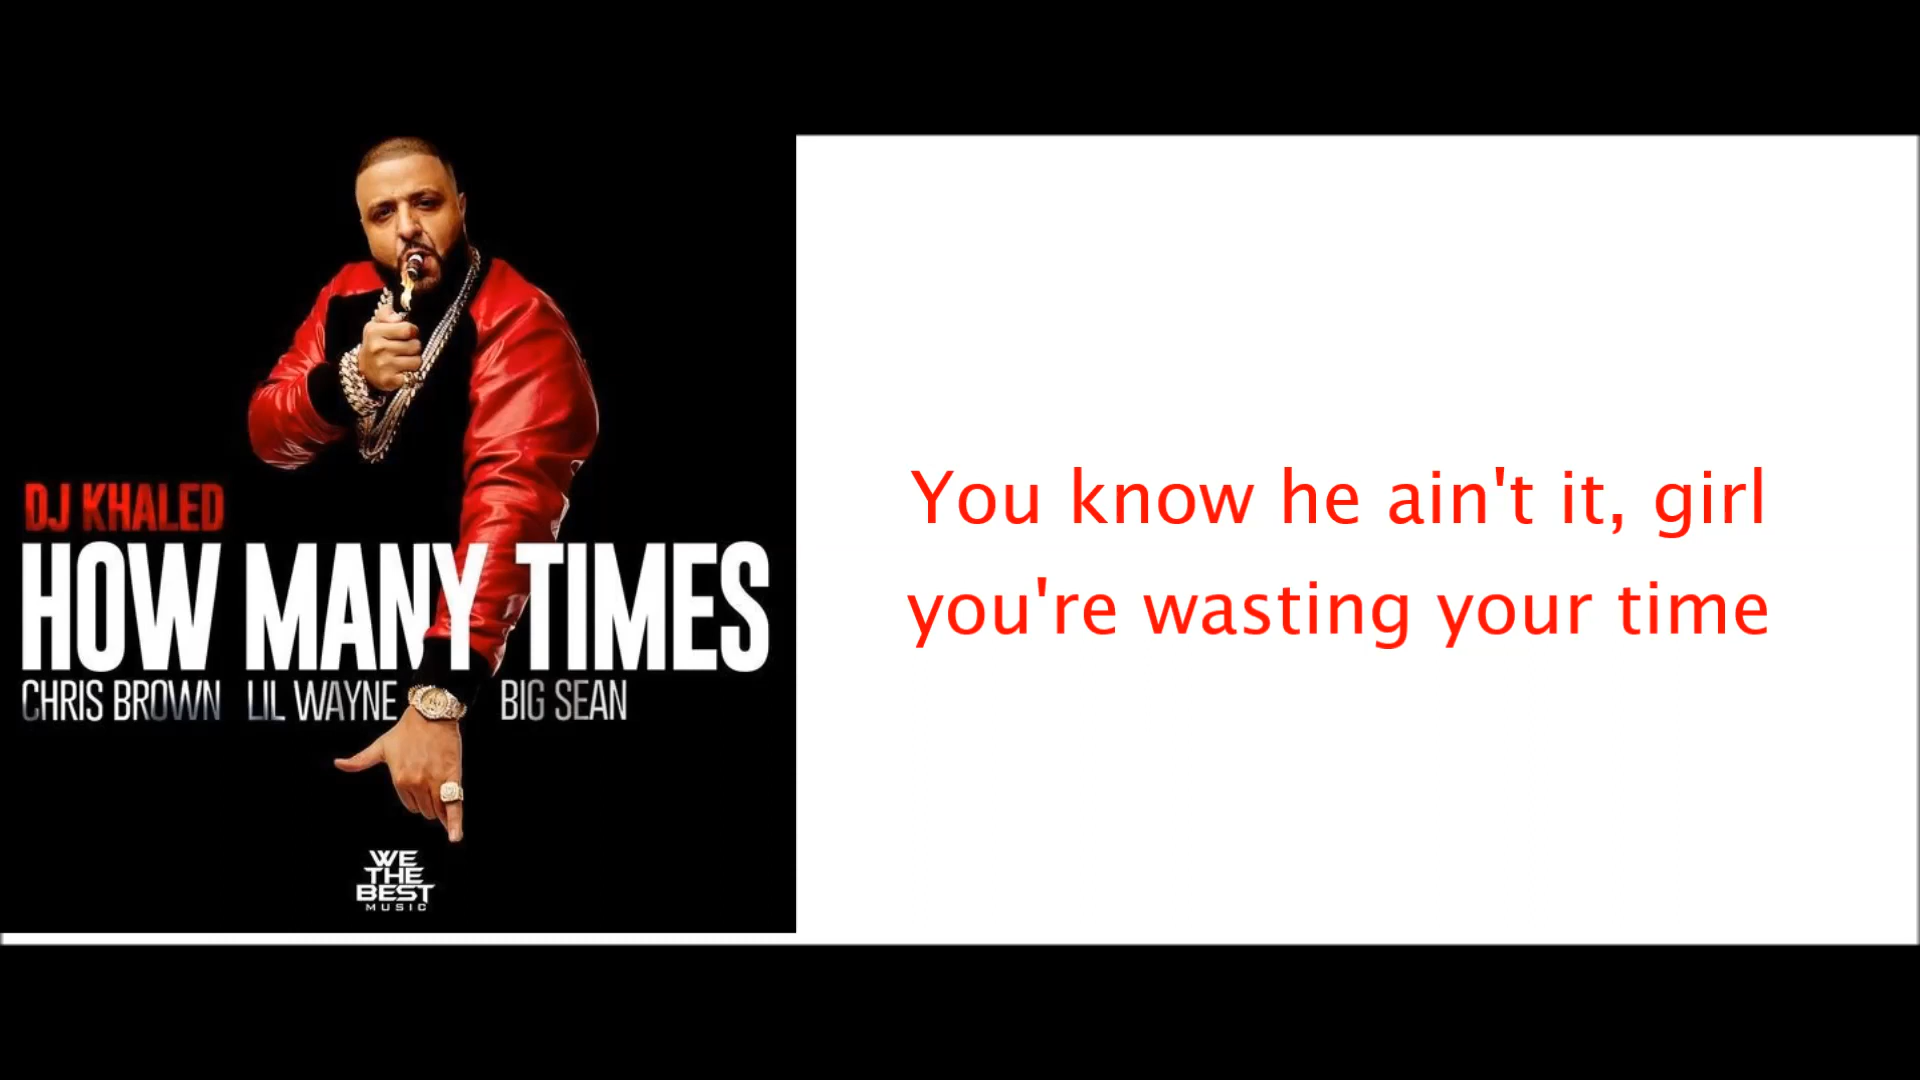 DJ KHALED
HOW MANY TIMES
CHRIS BROWN LIL WAYNE BIG SEAN
WE
THE
BEST
MUSIC
You know he ain't it, girl
you're wasting your time